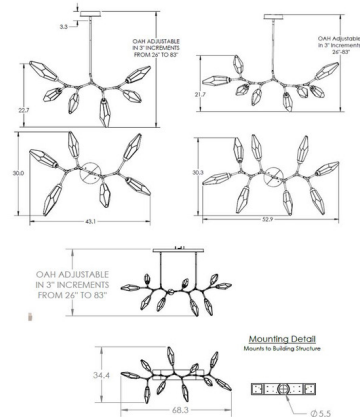 3.3
OAH ADJUSTABLE
IN 3" INCREMENTS
FROM 26" TO 83"
22.7
OAH Adjustable
in 3" Increments
26"-83"
21.7
30.0
43.1
30.3
52.9
OAH ADJUSTABLE
IN 3" INCREMENTS
FROM 26" TO 83"
34.4
68.3
Mounting Detail
Mounts to Building Structure
Ø5.5